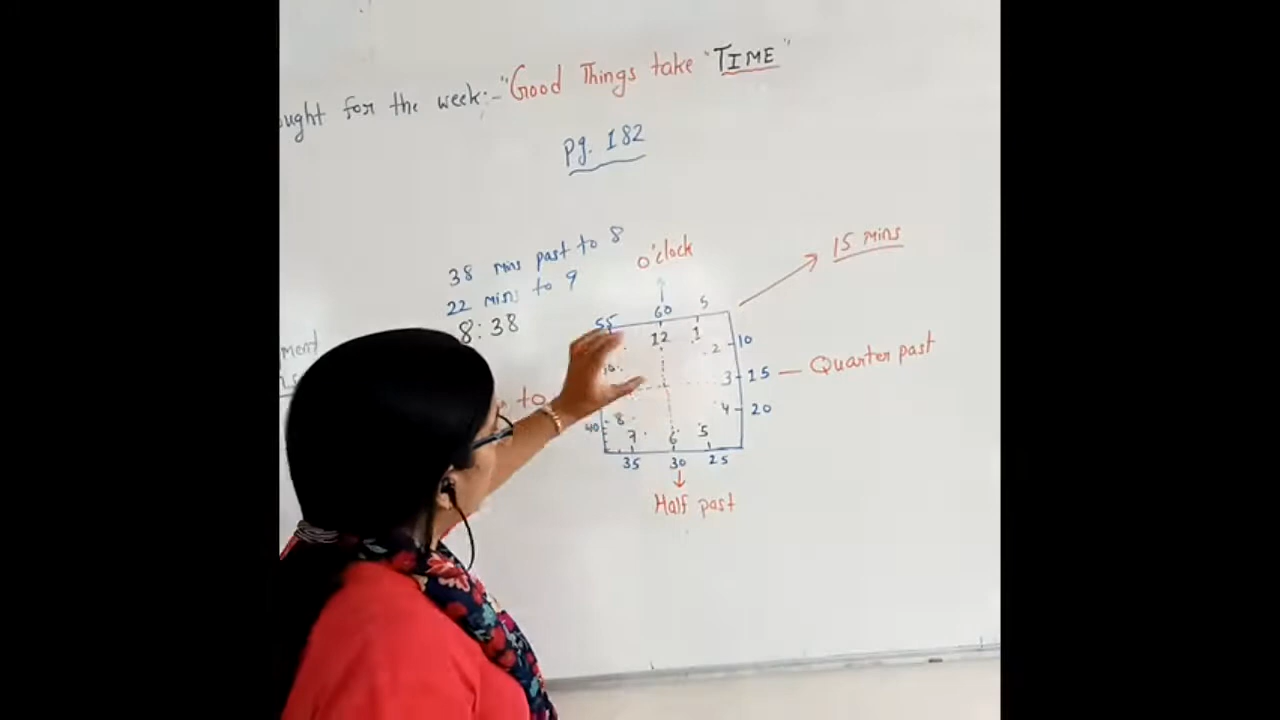 for the week:- "Good Things take "TIME"
Pg. 182
38 mins past to 8
22 mins to 9
8:38
o'clock
15 mins
55 60 5
12 1
2 10
3 15 — Quarter past
4 20
to
40 8
7 6 5
35 30 25
Half past